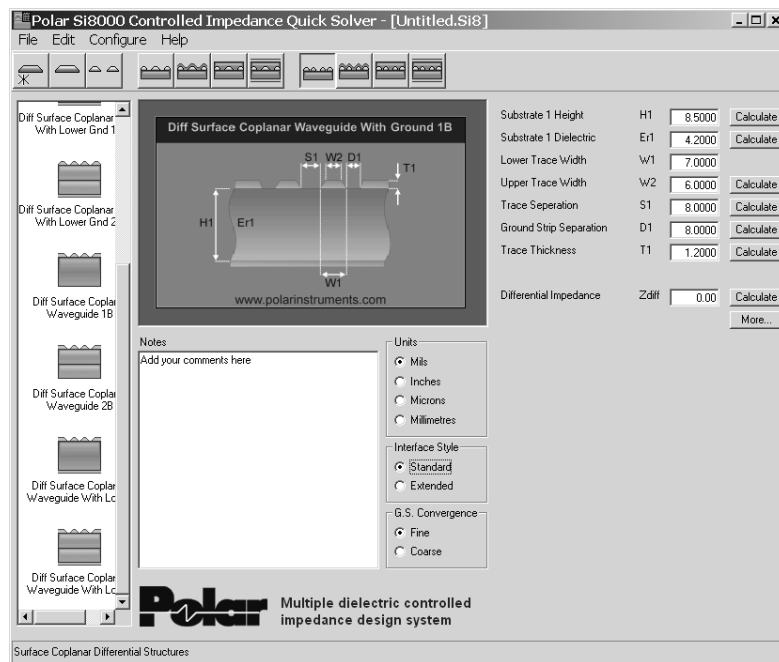 Polar Si8000 Controlled Impedance Quick Solver - [Untitled.Si8]
File Edit Configure Help
Diff Surface Coplanar
With Lower Gnd 1
Diff Surface Coplanar
With Lower Gnd 2
Diff Surface Coplar
Waveguide 1B
Diff Surface Coplar
Waveguide 2B
Diff Surface Coplar
Waveguide With Lc
Diff Surface Coplar
Waveguide With Lc
Diff Surface Coplanar Waveguide With Ground 1B
S1 W2 D1
T1
H1 Er1
W1
www.polarinstruments.com
Substrate 1 Height H1 8.5000 Calculate
Substrate 1 Dielectric Er1 4.2000 Calculate
Lower Trace Width W1 7.0000
Upper Trace Width W2 6.0000 Calculate
Trace Seperation S1 8.0000 Calculate
Ground Strip Separation D1 8.0000 Calculate
Trace Thickness T1 1.2000 Calculate
Differential Impedance Zdiff 0.00 Calculate
More...
Notes
Add your comments here
Units
Mils
Inches
Microns
Millimetres
Interface Style
Standard
Extended
G.S. Convergence
Fine
Coarse
Polar
Multiple dielectric controlled
impedance design system
Surface Coplanar Differential Structures